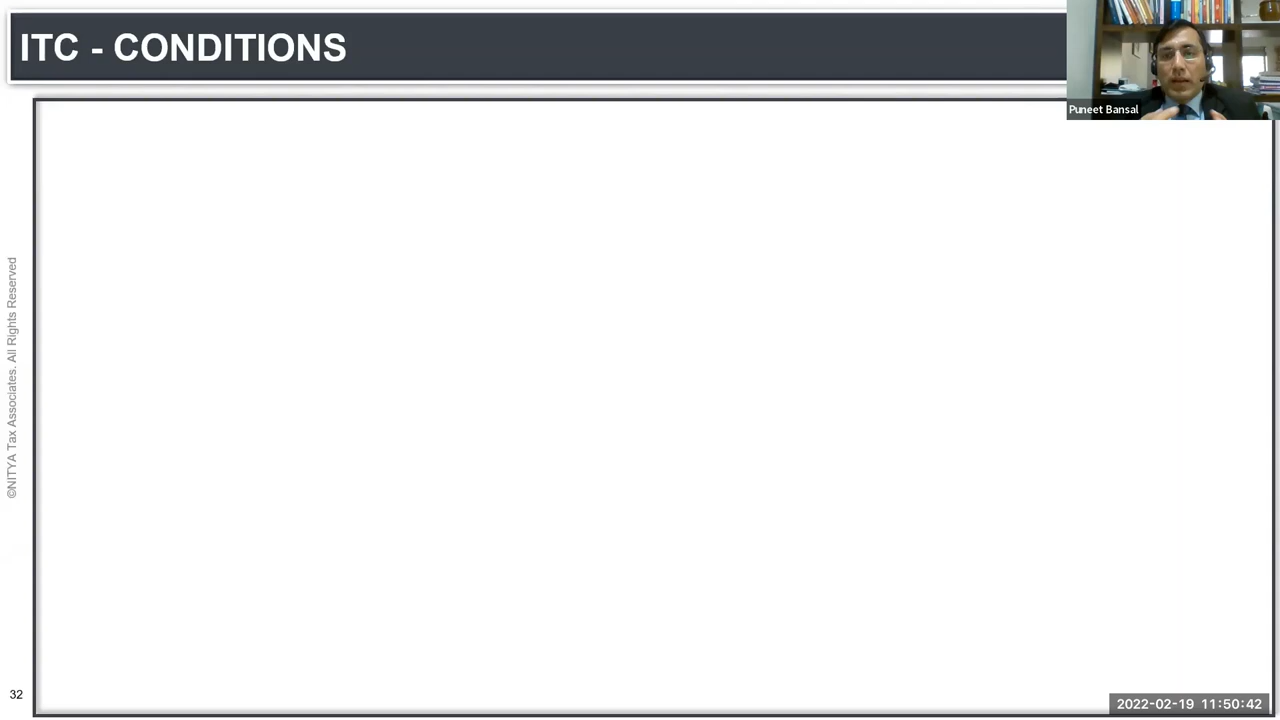 ITC - CONDITIONS
Puneet Bansal
©NITYA Tax Associates. All Rights Reserved
32
2022-02-19 11:50:42